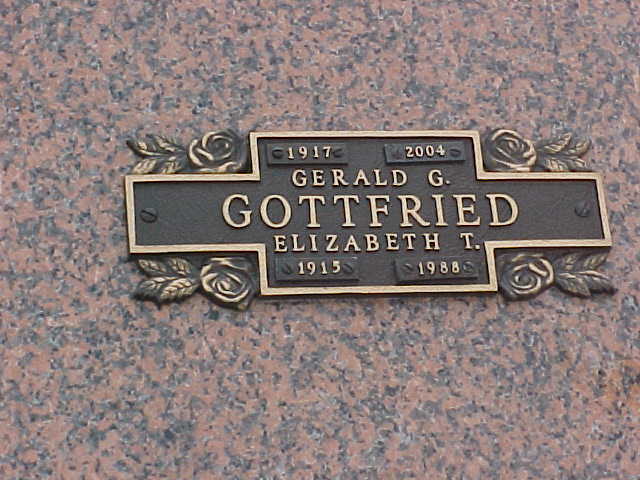 1917 2004
GERALD G.
GOTTFRIED
ELIZABETH T.
1915 1988